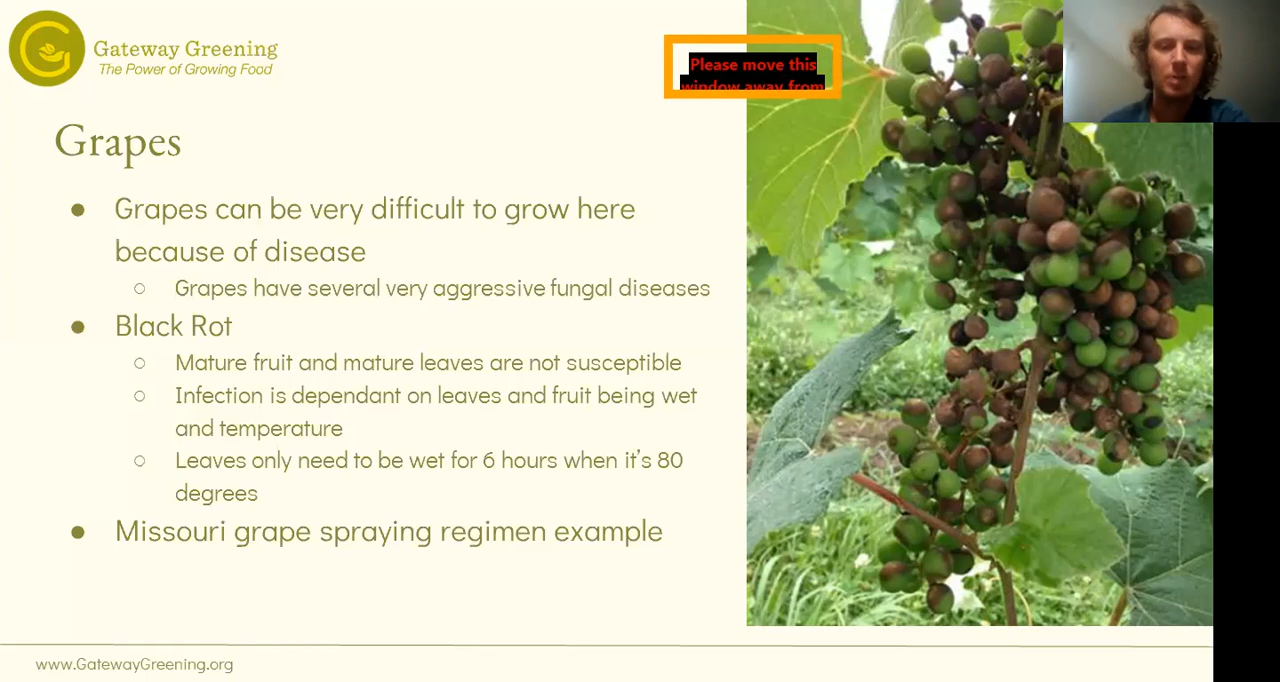 Gateway Greening
The Power of Growing Food
Please move this
window away from
Grapes
● Grapes can be very difficult to grow here
because of disease
○ Grapes have several very aggressive fungal diseases
● Black Rot
○ Mature fruit and mature leaves are not susceptible
○ Infection is dependant on leaves and fruit being wet
and temperature
○ Leaves only need to be wet for 6 hours when it's 80
degrees
● Missouri grape spraying regimen example
www.GatewayGreening.org